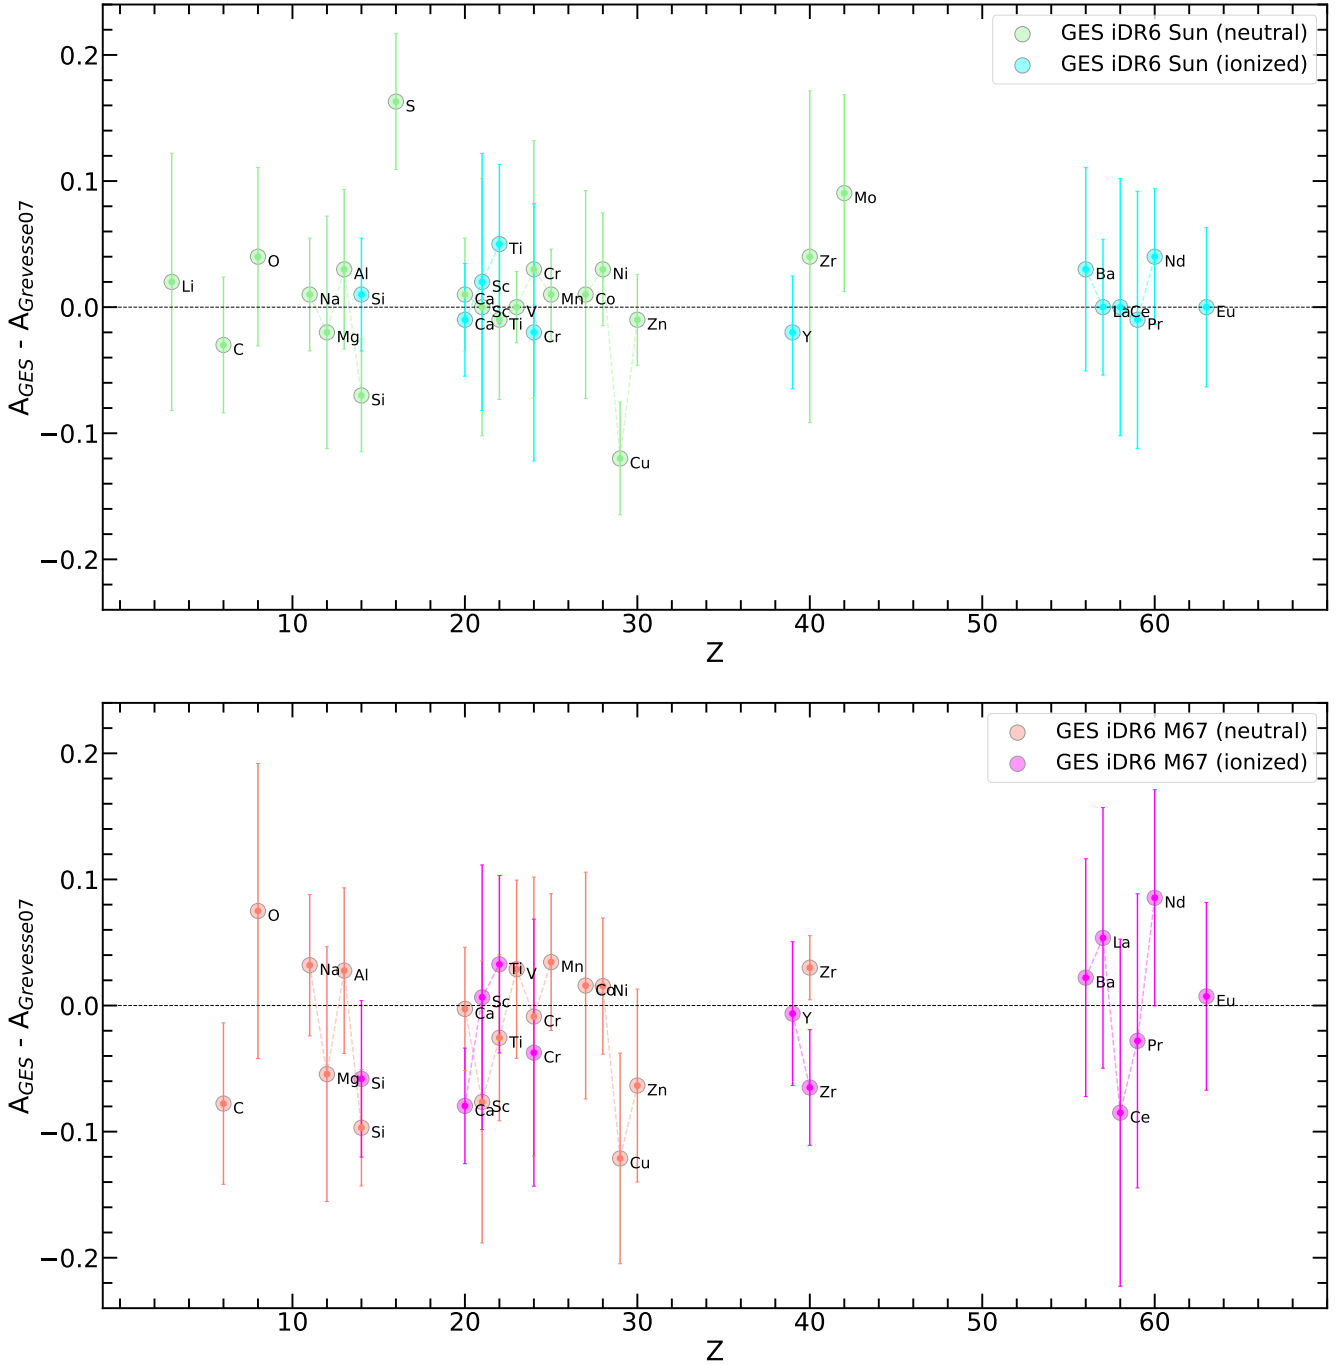 GES iDR6 Sun (neutral)
GES iDR6 Sun (ionized)
A_GES - A_Grevesse07
0.2
0.1
0.0
−0.1
−0.2
Li
C
O
Na
Mg
Al
Si
Si
S
Ca
Ca
Sc
Sc
Ti
Ti
V
Cr
Cr
Mn
Co
Ni
Cu
Zn
Y
Zr
Mo
Ba
La
Ce
Pr
Nd
Eu
10 20 30 40 50 60
Z
GES iDR6 M67 (neutral)
GES iDR6 M67 (ionized)
A_GES - A_Grevesse07
0.2
0.1
0.0
−0.1
−0.2
C
O
Na
Mg
Al
Si
Si
Ca
Ca
Sc
Sc
Ti
Ti
V
Cr
Cr
Mn
Co
Ni
Cu
Zn
Y
Zr
Zr
Ba
La
Ce
Pr
Nd
Eu
10 20 30 40 50 60
Z